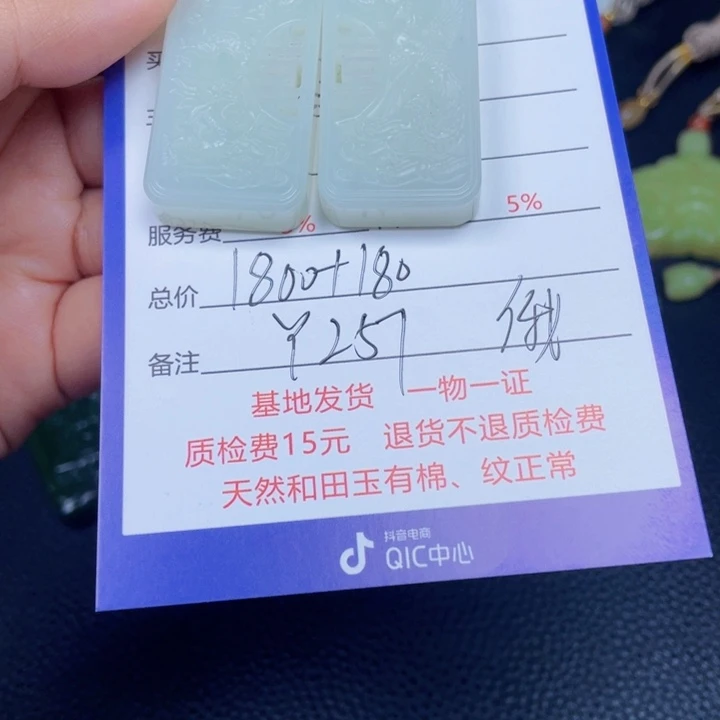 买
5%
服务费 %
总价 1800+180
备注 ¥257 俄
基地发货 一物一证
质检费15元 退货不退质检费
天然和田玉有棉、纹正常
抖音电商
QIC中心